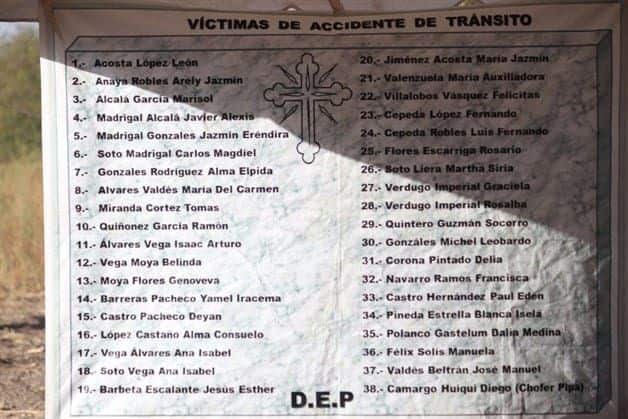 VÍCTIMAS DE ACCIDENTE DE TRÁNSITO
1.- Acosta López León
2.- Anaya Robles Arely Jazmín
3.- Alcalá García Marisol
4.- Madrigal Alcalá Javier Alexis
5.- Madrigal Gonzales Jazmín Eréndira
6.- Soto Madrigal Carlos Magdiel
7.- Gonzales Rodríguez Alma Elpida
8.- Alvares Valdés María Del Carmen
9.- Miranda Cortez Tomas
10.- Quiñonez García Ramón
11.- Álvares Vega Isaac Arturo
12.- Vega Moya Belinda
13.- Moya Flores Genoveva
14.- Barreras Pacheco Yamel Iracema
15.- Castro Pacheco Deyan
16.- López Castano Alma Consuelo
17.- Vega Álvares Ana Isabel
18.- Soto Vega Ana Isabel
19.- Barbeta Escalante Jesús Esther
20.- Jiménez Acosta María Jazmín
21.- Valenzuela María Auxiliadora
22.- Villalobos Vásquez Felicitas
23.- Cepeda López Fernando
24.- Cepeda Robles Luis Fernando
25.- Flores Escarriga Rosario
26.- Soto Liera Martha Siria
27.- Verdugo Imperial Graciela
28.- Verdugo Imperial Rosalba
29.- Quintero Guzmán Socorro
30.- Gonzáles Michel Leobardo
31.- Corona Pintado Delia
32.- Navarro Ramos Francisca
33.- Castro Hernández Paul Edén
34.- Pineda Estrella Blanca Isela
35.- Polanco Gastelum Dalia Medina
36.- Félix Solís Manuela
37.- Valdés Beltrán José Manuel
38.- Camargo Huiqui Diego (Chofer Pipa)
D.E.P